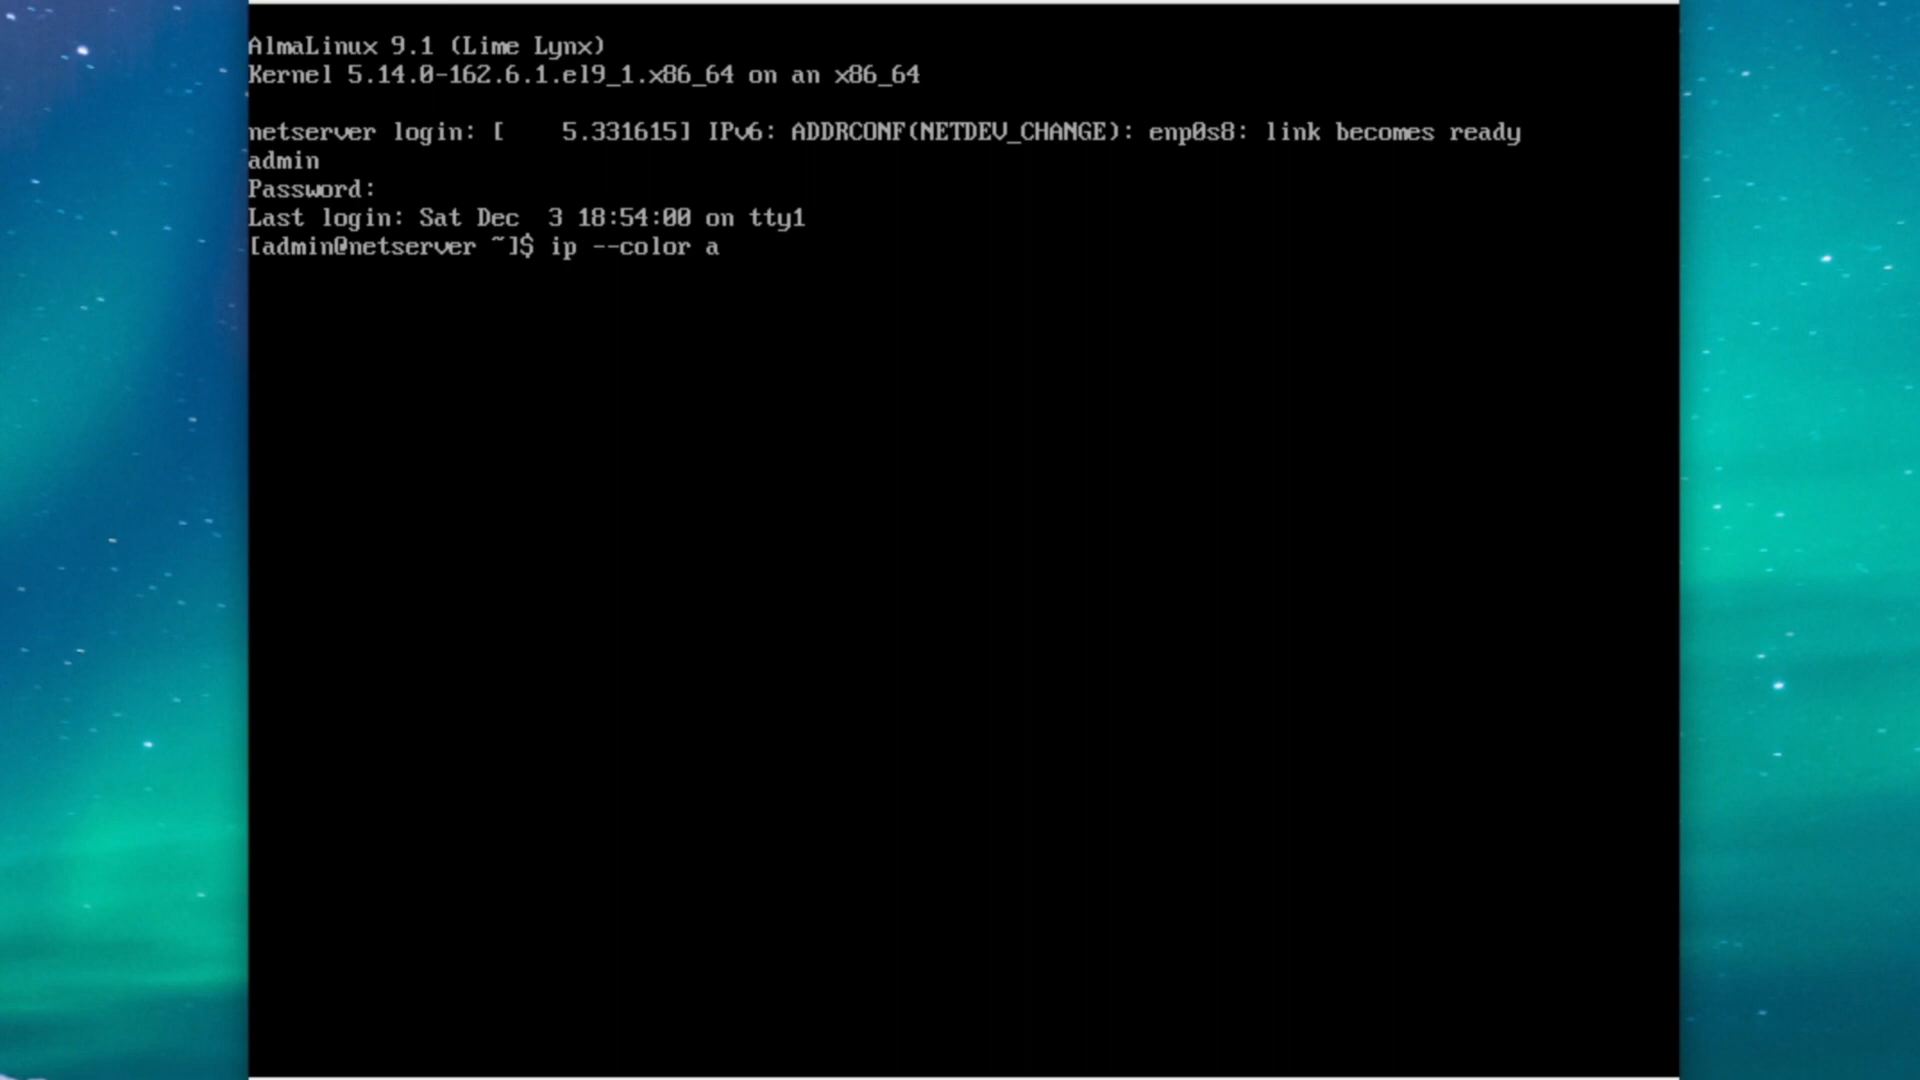 AlmaLinux 9.1 (Lime Lynx)
Kernel 5.14.0-162.6.1.el9_1.x86_64 on an x86_64
netserver login: [    5.331615] IPv6: ADDRCONF(NETDEV_CHANGE): enp0s8: link becomes ready
admin
Password:
Last login: Sat Dec  3 18:54:00 on tty1
[admin@netserver ~]$ ip --color a